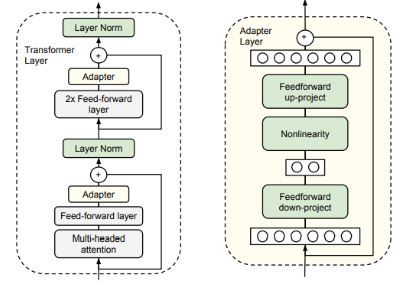 Layer Norm
Transformer
Layer
+
Adapter
2x Feed-forward
layer
Layer Norm
+
Adapter
Feed-forward layer
Multi-headed
attention
Adapter
Layer
+
Feedforward
up-project
Nonlinearity
Feedforward
down-project